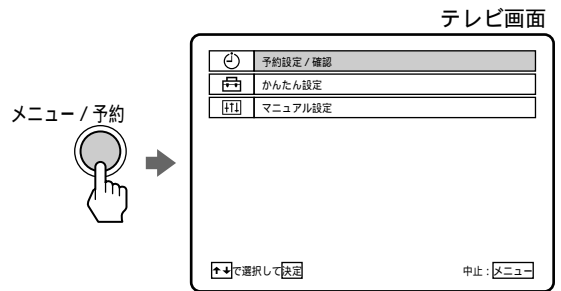 テレビ画面
メニュー / 予約
予約設定 / 確認
かんたん設定
マニュアル設定
↑↓で選択して決定
中止 : メニュー